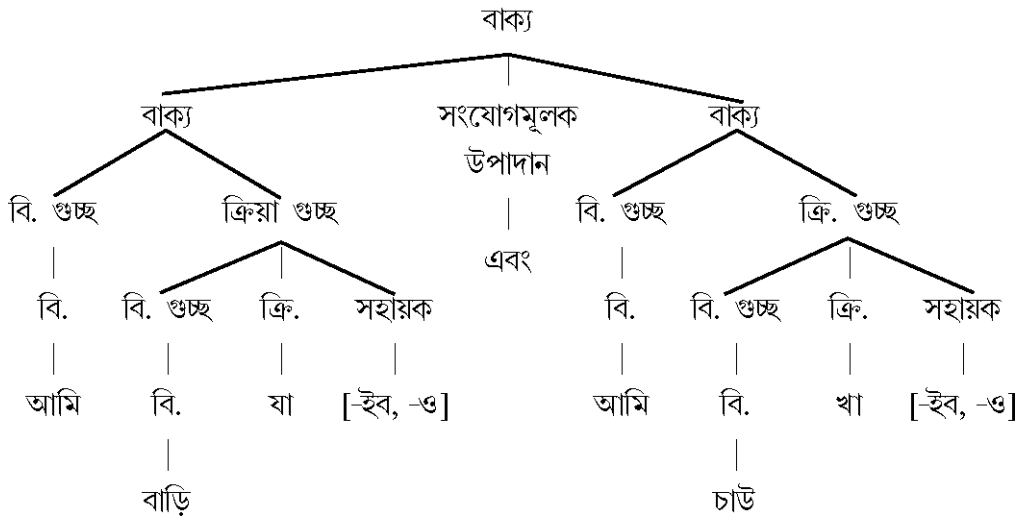 বাক্য
বাক্য সংযোগমূলক বাক্য
উপাদান
বি. গুচ্ছ ক্রিয়া গুচ্ছ বি. গুচ্ছ ক্রি. গুচ্ছ
এবং
বি. বি. গুচ্ছ ক্রি. সহায়ক বি. বি. গুচ্ছ ক্রি. সহায়ক
আমি বি. যা [-ইব, -ও] আমি বি. খা [-ইব, -ও]
বাড়ি চাউ